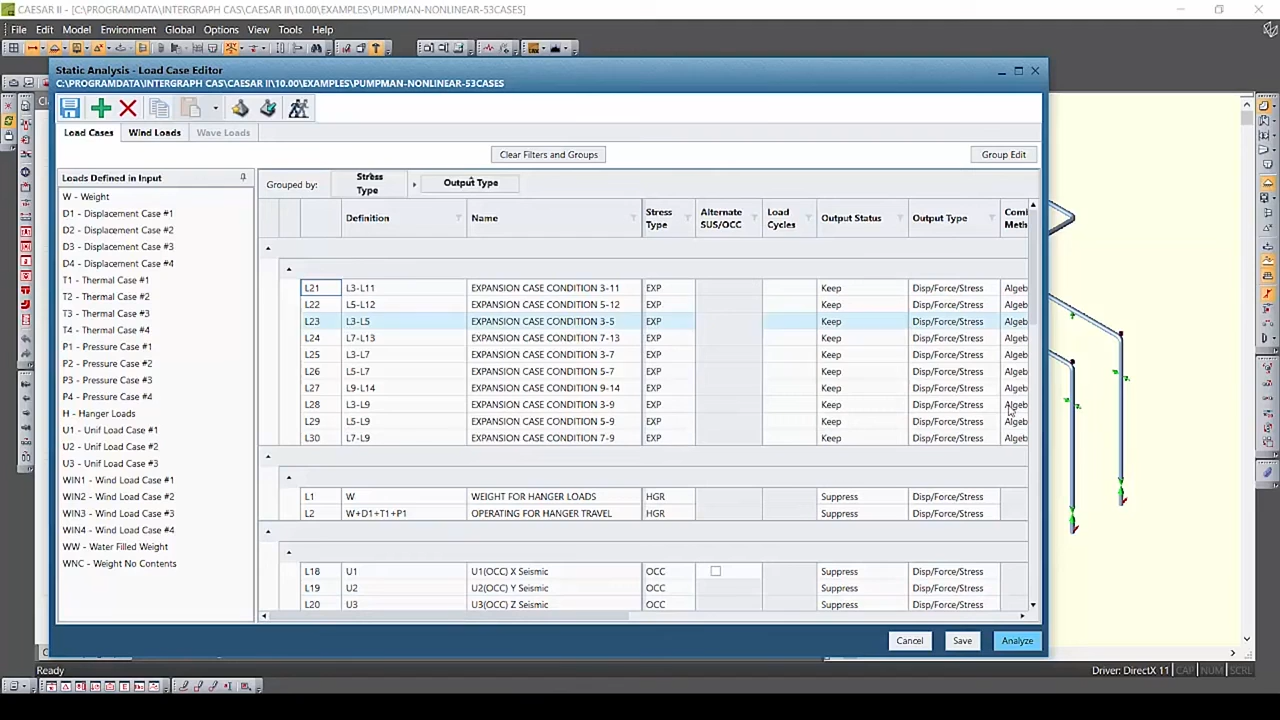 CAESAR II - [C:\PROGRAMDATA\INTERGRAPH CAS\CAESAR II\10.00\EXAMPLES\PUMPMAN-NONLINEAR-53CASES]
File Edit Model Environment Global Options View Tools Help
Static Analysis - Load Case Editor
C:\PROGRAMDATA\INTERGRAPH CAS\CAESAR II\10.00\EXAMPLES\PUMPMAN-NONLINEAR-53CASES
Load Cases Wind Loads Wave Loads
Clear Filters and Groups Group Edit
Loads Defined in Input
W - Weight
D1 - Displacement Case #1
D2 - Displacement Case #2
D3 - Displacement Case #3
D4 - Displacement Case #4
T1 - Thermal Case #1
T2 - Thermal Case #2
T3 - Thermal Case #3
T4 - Thermal Case #4
P1 - Pressure Case #1
P2 - Pressure Case #2
P3 - Pressure Case #3
P4 - Pressure Case #4
H - Hanger Loads
U1 - Unif Load Case #1
U2 - Unif Load Case #2
U3 - Unif Load Case #3
WIN1 - Wind Load Case #1
WIN2 - Wind Load Case #2
WIN3 - Wind Load Case #3
WIN4 - Wind Load Case #4
WW - Water Filled Weight
WNC - Weight No Contents
Grouped by: Stress Type Output Type
Definition Name Stress Type Alternate SUS/OCC Load Cycles Output Status Output Type Comb Meth
L21 L3-L11 EXPANSION CASE CONDITION 3-11 EXP Keep Disp/Force/Stress Algeb
L22 L5-L12 EXPANSION CASE CONDITION 5-12 EXP Keep Disp/Force/Stress Algeb
L23 L3-L5 EXPANSION CASE CONDITION 3-5 EXP Keep Disp/Force/Stress Algeb
L24 L7-L13 EXPANSION CASE CONDITION 7-13 EXP Keep Disp/Force/Stress Algeb
L25 L3-L7 EXPANSION CASE CONDITION 3-7 EXP Keep Disp/Force/Stress Algeb
L26 L5-L7 EXPANSION CASE CONDITION 5-7 EXP Keep Disp/Force/Stress Algeb
L27 L9-L14 EXPANSION CASE CONDITION 9-14 EXP Keep Disp/Force/Stress Algeb
L28 L3-L9 EXPANSION CASE CONDITION 3-9 EXP Keep Disp/Force/Stress Algeb
L29 L5-L9 EXPANSION CASE CONDITION 5-9 EXP Keep Disp/Force/Stress Algeb
L30 L7-L9 EXPANSION CASE CONDITION 7-9 EXP Keep Disp/Force/Stress Algeb
L1 W WEIGHT FOR HANGER LOADS HGR Suppress Disp/Force/Stress
L2 W+D1+T1+P1 OPERATING FOR HANGER TRAVEL HGR Suppress Disp/Force/Stress
L18 U1 U1(OCC) X Seismic OCC Suppress Disp/Force/Stress
L19 U2 U2(OCC) Y Seismic OCC Suppress Disp/Force/Stress
L20 U3 U3(OCC) Z Seismic OCC Suppress Disp/Force/Stress
Cancel Save Analyze
Ready Driver: DirectX 11 CAP NUM SCRL